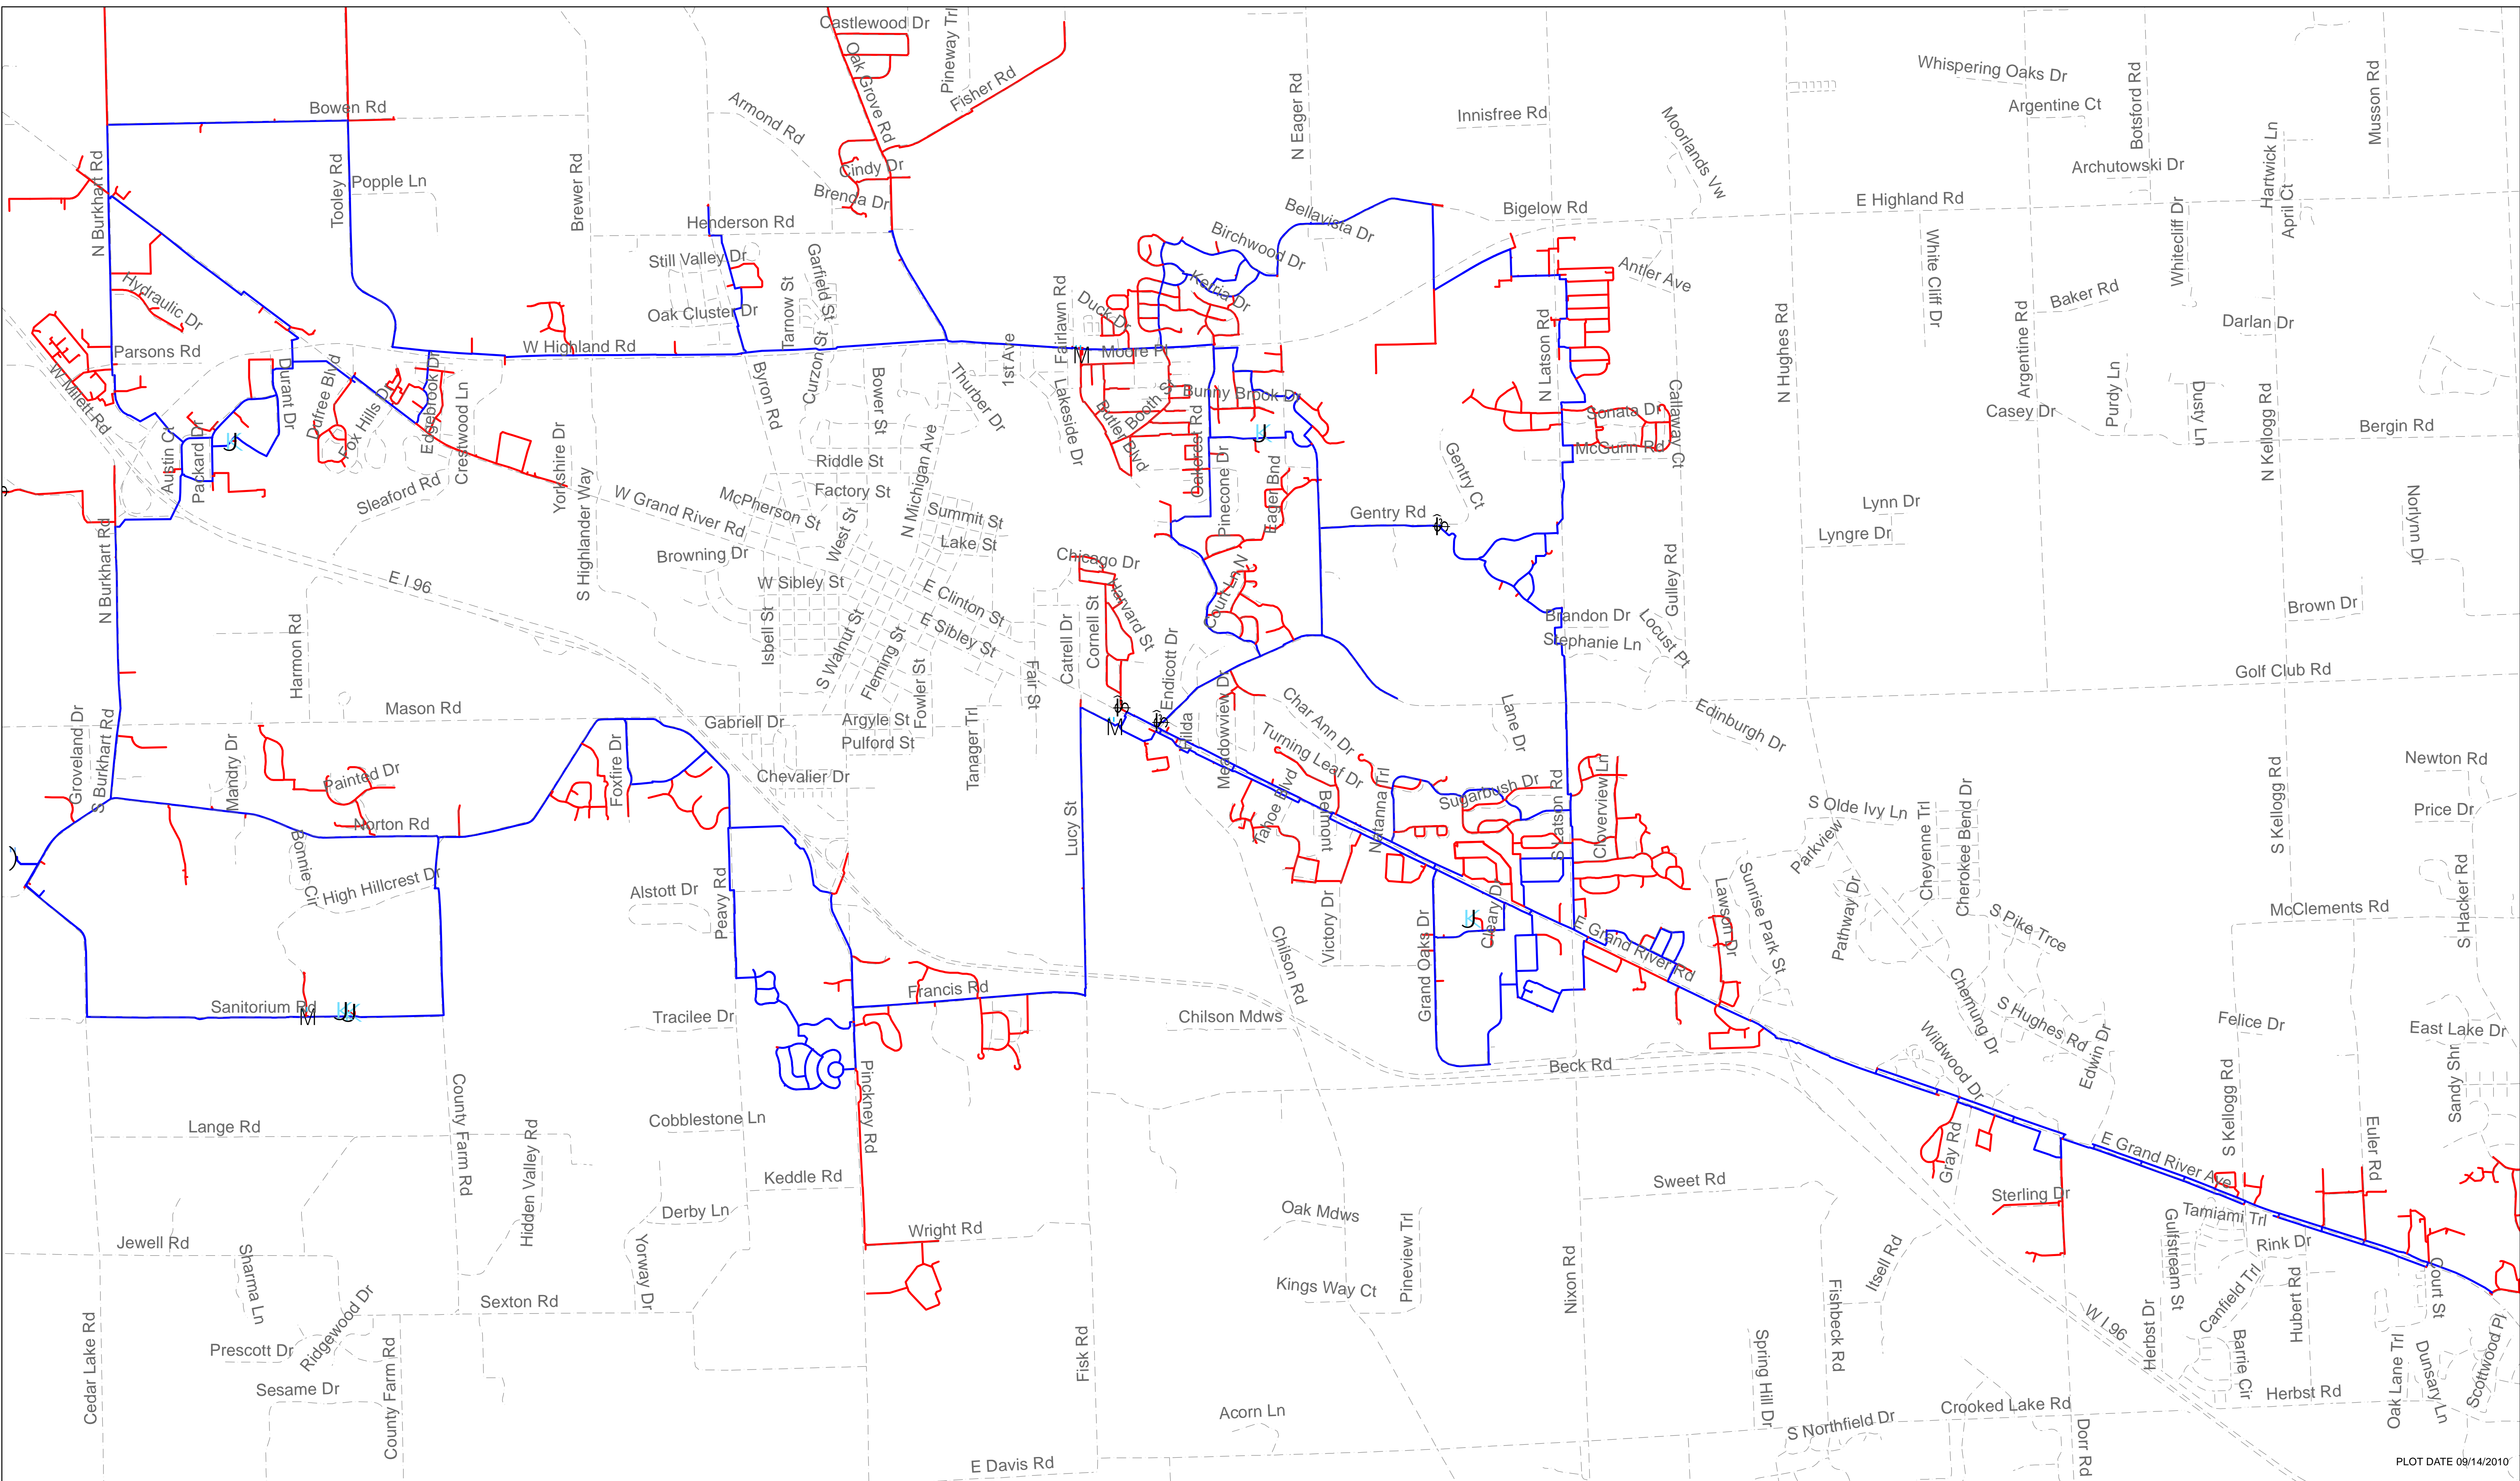 Castlewood Dr
Pineway Trl
Oak Grove Rd
Fisher Rd
Bowen Rd
Armond Rd
N Eager Rd
Innisfree Rd
Moorlands Vw
Whispering Oaks Dr
Argentine Ct
Botsford Rd
Musson Rd
Hartwick Ln
Archutowski Dr
April Ct
N Burkhart Rd
Tooley Rd
Popple Ln
Brewer Rd
Cindy Dr
Brenda Dr
Henderson Rd
Bellavista Dr
Birchwood Dr
Bigelow Rd
E Highland Rd
White Cliff Dr
Whitecliff Dr
Still Valley Dr
Garfield St
Kerria Dr
Antler Ave
Hydraulic Dr
Oak Cluster Dr
Tarnow St
Fairlawn Rd
Duck Dr
N Latson Rd
N Hughes Rd
Argentine Rd
Baker Rd
Darlan Dr
Parsons Rd
W Highland Rd
1st Ave
M
Moore Pl
W Millett Rd
Durant Dr
Dufree Blvd
Fox Hills Dr
Edgebrook Dr
Crestwood Ln
Byron Rd
Curzon St
Bower St
Thurber Dr
Lakeside Dr
Butler Blvd
Booth St
Bunny Brook Dr
Oakcrest Rd
Sonata Dr
Callaway Ct
McGunn Rd
Casey Dr
Purdy Ln
Dusty Ln
N Kellogg Rd
Bergin Rd
Austin Ct
Packard Dr
J
J
Yorkshire Dr
S Highlander Way
Sleaford Rd
W Grand River Rd
McPherson St
Riddle St
Factory St
N Michigan Ave
Summit St
Lake St
West St
Pinecone Dr
Eager Bnd
Gentry Ct
Gentry Rd
Lynn Dr
Lyngre Dr
Norlynn Dr
N Burkhart Rd
E I 96
Browning Dr
W Sibley St
E Clinton St
E Sibley St
Chicago Dr
Harvard St
Court Ln W
Gulley Rd
Brandon Dr
Stephanie Ln
Locust Pt
Brown Dr
Harmon Rd
Isbell St
S Walnut St
Fleming St
Fowler St
Fair St
Catrell Dr
Cornell St
Endicott Dr
Golf Club Rd
Groveland Dr
S Burkhart Rd
Mason Rd
Gabriell Dr
Argyle St
Pulford St
Tanager Trl
M
Hilda
Meadowview Dr
Char Ann Dr
Turning Leaf Dr
Lane Dr
Edinburgh Dr
Newton Rd
Mandry Dr
Painted Dr
Foxfire Dr
Chevalier Dr
Tahoe Blvd
Belmont
Natanna Trl
Sugarbush Dr
S Latson Rd
Cloverview Ln
S Olde Ivy Ln
Parkview
Cheyenne Trl
Cherokee Bend Dr
S Kellogg Rd
Price Dr
Norton Rd
Bonnie Cir
High Hillcrest Dr
Lucy St
Alstott Dr
Peavy Rd
Victory Dr
Chilson Rd
Grand Oaks Dr
J
Cleary Dr
E Grand River Rd
Lawson Dr
Sunrise Park St
Pathway Dr
S Pike Trce
McClements Rd
S Hacker Rd
Sanitorium Rd
M
J
J
Francis Rd
Tracilee Dr
Chilson Mdws
Chemung Dr
S Hughes Rd
Edwin Dr
Felice Dr
East Lake Dr
Sandy Shr
Wildwood Dr
Beck Rd
County Farm Rd
Pinckney Rd
Lange Rd
Hidden Valley Rd
Cobblestone Ln
Keddle Rd
Gray Rd
E Grand River Ave
S Kellogg Rd
Euler Rd
Derby Ln
Sweet Rd
Sterling Dr
Tamiami Trl
Oak Mdws
Wright Rd
Jewell Rd
Sharma Ln
Yorway Dr
Pineview Trl
Itsell Rd
Rink Dr
Gulfstream St
Canfield Trl
Hubert Rd
Court St
Nixon Rd
Kings Way Ct
Sexton Rd
Fishbeck Rd
Ridgewood Dr
W I 96
Herbst Dr
Barrie Cir
Oak Lane Trl
Dunsany Ln
Scottwood Pl
Cedar Lake Rd
Prescott Dr
County Farm Rd
Fisk Rd
Spring Hill Dr
Sesame Dr
Herbst Rd
Acorn Ln
Crooked Lake Rd
S Northfield Dr
Dorr Rd
E Davis Rd
PLOT DATE 09/14/2010